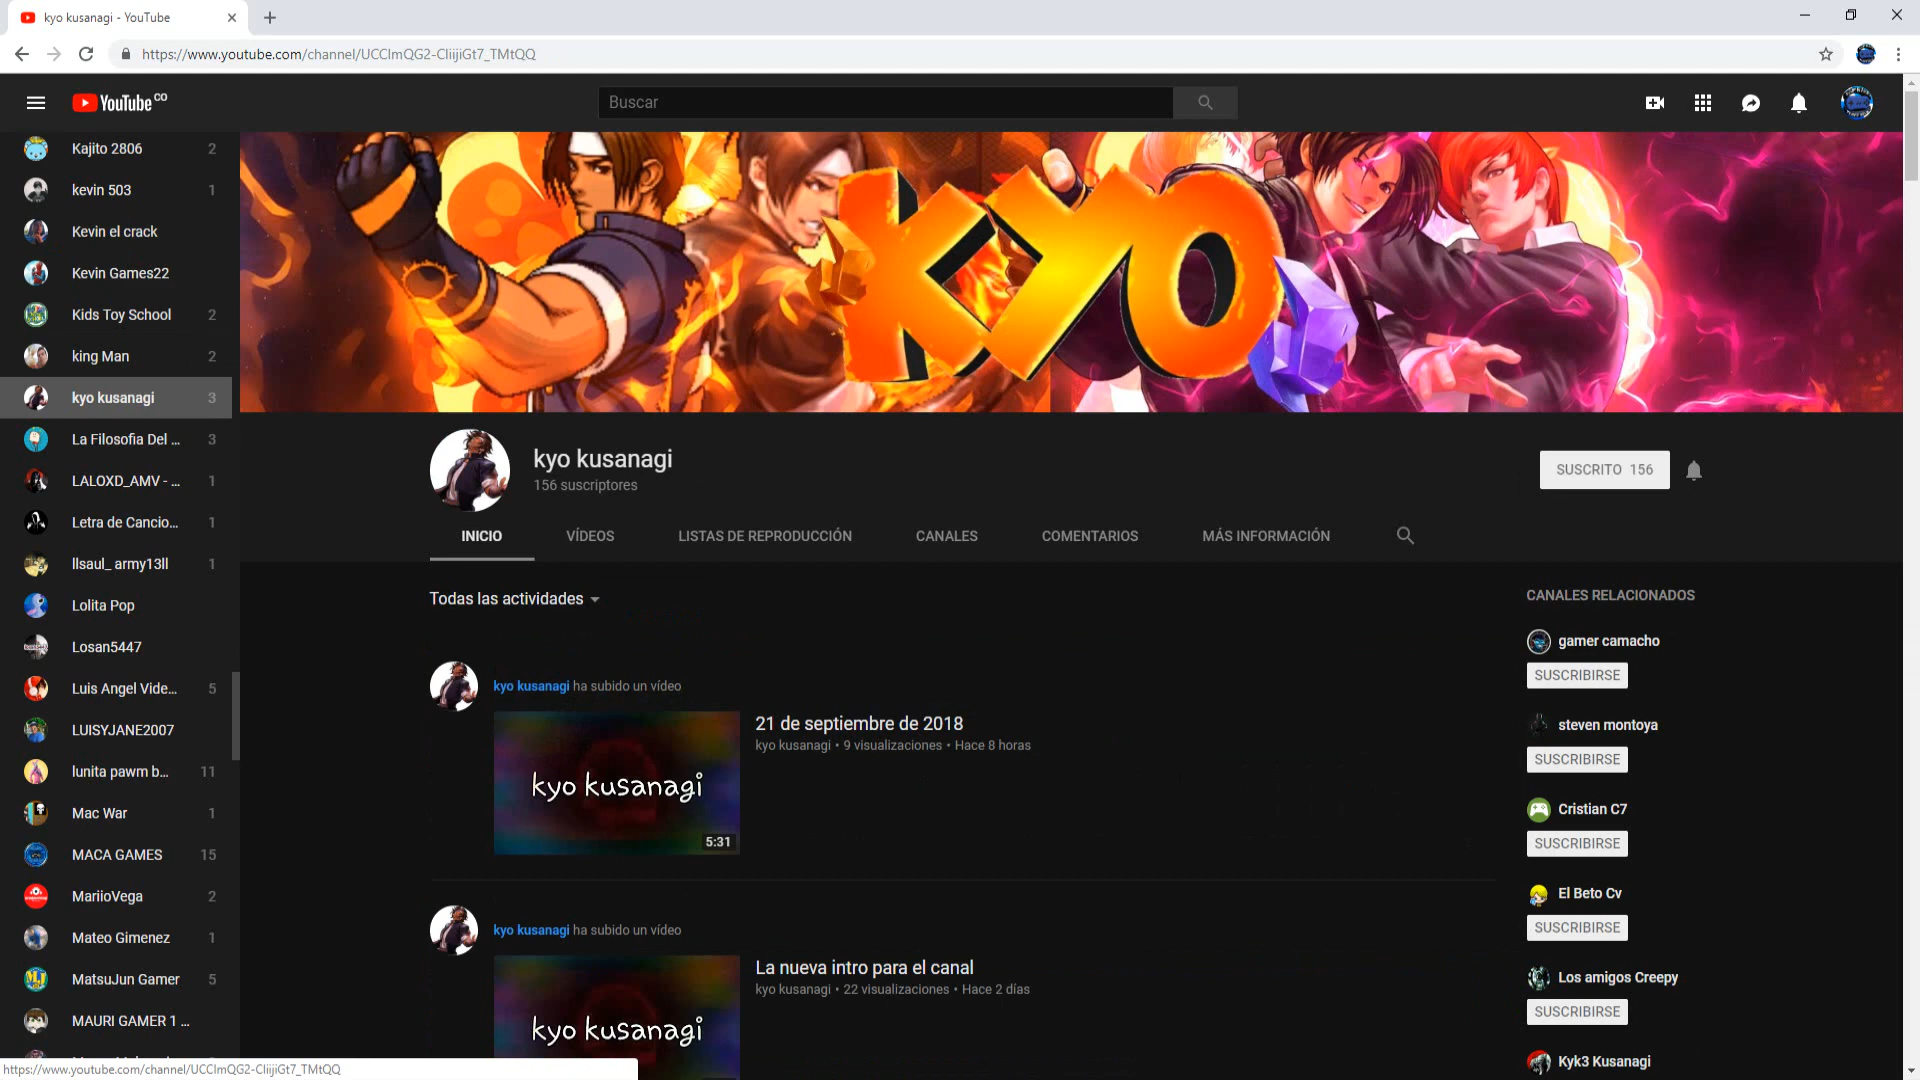 kyo kusanagi - YouTube
https://www.youtube.com/channel/UCClmQG2-CIiijiGt7_TMtQQ
YouTube CO
Buscar
Kajito 2806 2
kevin 503 1
Kevin el crack
Kevin Games22
Kids Toy School 2
king Man 2
kyo kusanagi 3
La Filosofia Del ... 3
LALOXD_AMV - ... 1
Letra de Cancio... 1
llsaul_ army13ll 1
Lolita Pop
Losan5447
Luis Angel Vide... 5
LUISYJANE2007
lunita pawm b... 11
Mac War 1
MACA GAMES 15
MariioVega 2
Mateo Gimenez 1
MatsuJun Gamer 5
MAURI GAMER 1 ...
KYO
kyo kusanagi
156 suscriptores
SUSCRITO 156
INICIO VÍDEOS LISTAS DE REPRODUCCIÓN CANALES COMENTARIOS MÁS INFORMACIÓN
Todas las actividades
kyo kusanagi ha subido un vídeo
kyo kusanagi
5:31
21 de septiembre de 2018
kyo kusanagi • 9 visualizaciones • Hace 8 horas
kyo kusanagi ha subido un vídeo
kyo kusanagi
La nueva intro para el canal
kyo kusanagi • 22 visualizaciones • Hace 2 días
CANALES RELACIONADOS
gamer camacho
SUSCRIBIRSE
steven montoya
SUSCRIBIRSE
Cristian C7
SUSCRIBIRSE
El Beto Cv
SUSCRIBIRSE
Los amigos Creepy
SUSCRIBIRSE
Kyk3 Kusanagi
https://www.youtube.com/channel/UCClmQG2-CIiijiGt7_TMtQQ